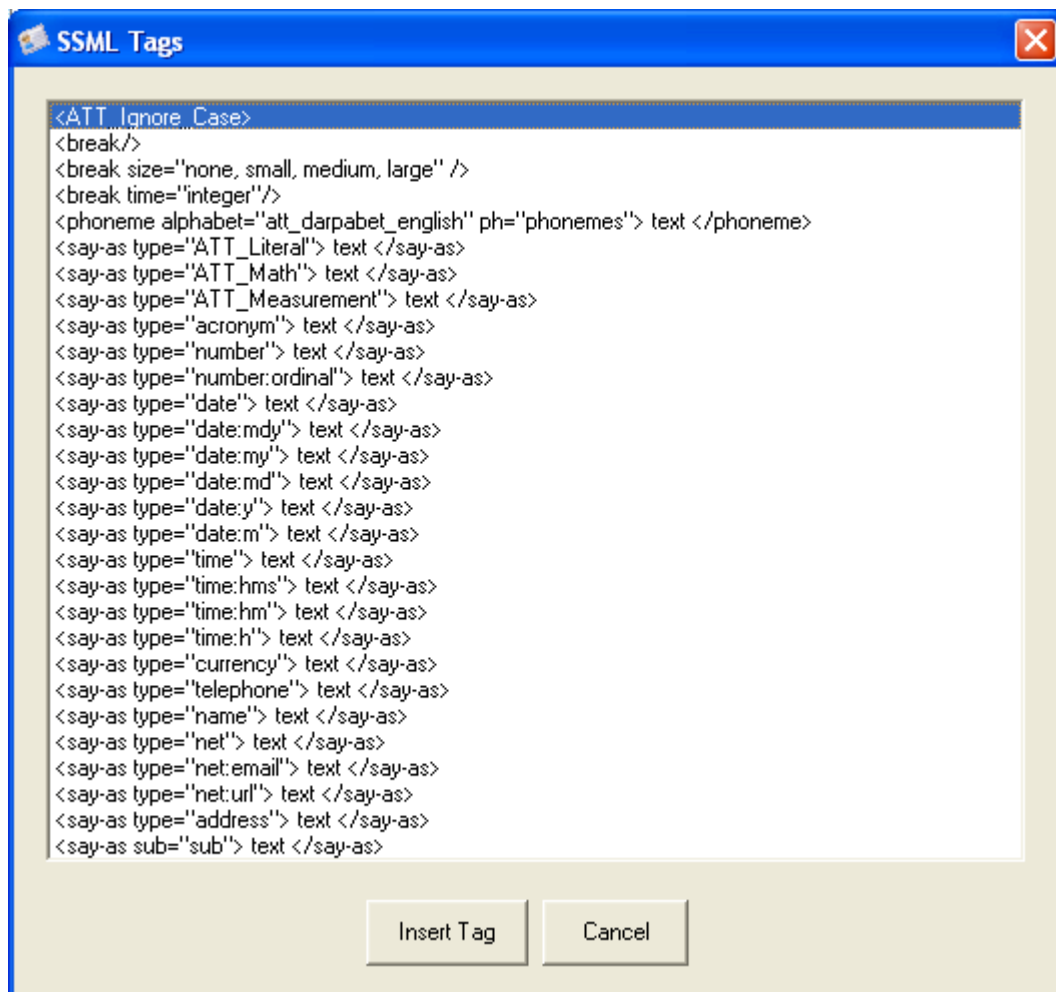 SSML Tags
<ATT_Ignore_Case>
<break/>
<break size="none, small, medium, large" />
<break time="integer"/>
<phoneme alphabet="att_darpabet_english" ph="phonemes"> text </phoneme>
<say-as type="ATT_Literal"> text </say-as>
<say-as type="ATT_Math"> text </say-as>
<say-as type="ATT_Measurement"> text </say-as>
<say-as type="acronym"> text </say-as>
<say-as type="number"> text </say-as>
<say-as type="number:ordinal"> text </say-as>
<say-as type="date"> text </say-as>
<say-as type="date:mdy"> text </say-as>
<say-as type="date:my"> text </say-as>
<say-as type="date:md"> text </say-as>
<say-as type="date:y"> text </say-as>
<say-as type="date:m"> text </say-as>
<say-as type="time"> text </say-as>
<say-as type="time:hms"> text </say-as>
<say-as type="time:hm"> text </say-as>
<say-as type="time:h"> text </say-as>
<say-as type="currency"> text </say-as>
<say-as type="telephone"> text </say-as>
<say-as type="name"> text </say-as>
<say-as type="net"> text </say-as>
<say-as type="net:email"> text </say-as>
<say-as type="net:url"> text </say-as>
<say-as type="address"> text </say-as>
<say-as sub="sub"> text </say-as>
Insert Tag Cancel